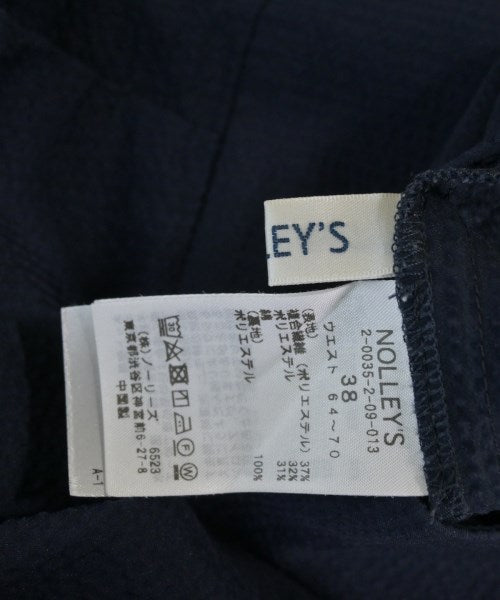 LEY'S
NOLLEY'S
2-0035-2-09-013
38
ウエスト 64～70
(表地)
複合繊維(ポリエステル) 37%
ポリエステル 32%
綿 31%
(裏地)
ポリエステル 100%
(株)ノーリーズ 6523
東京都渋谷区神宮前6-27-8
中国製
A-1